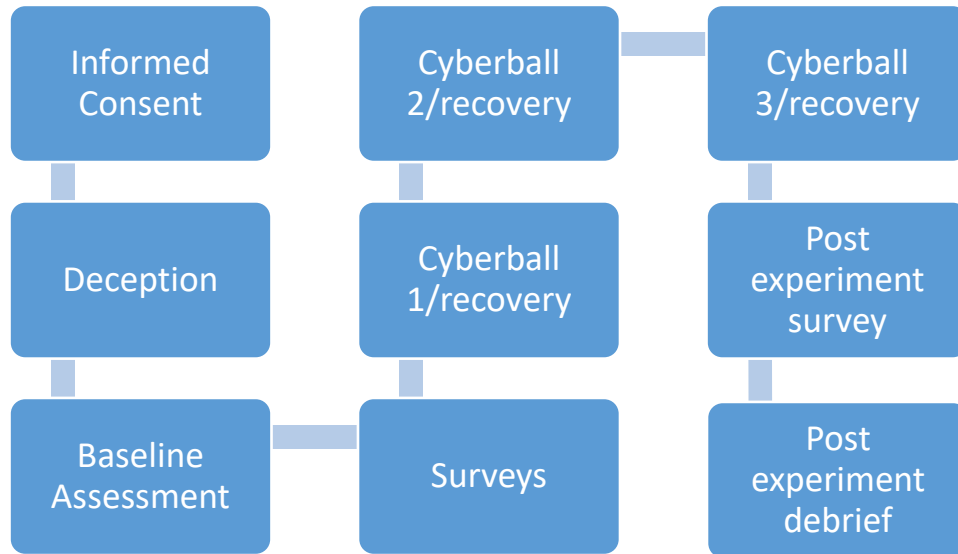 Informed
Consent
Deception
Baseline
Assessment
Surveys
Cyberball
1/recovery
Cyberball
2/recovery
Cyberball
3/recovery
Post
experiment
survey
Post
experiment
debrief